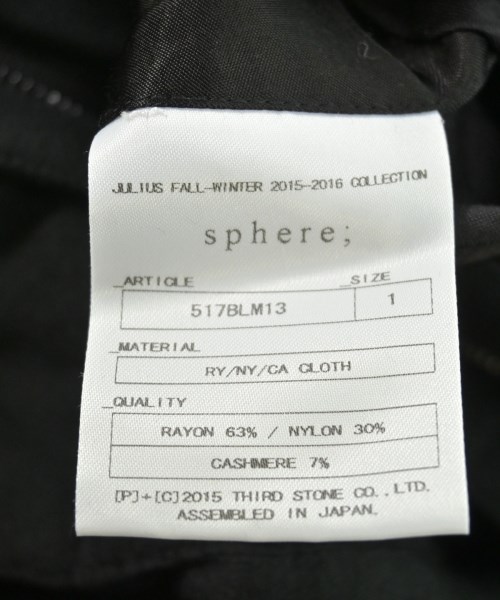 JULIUS FALL-WINTER 2015-2016 COLLECTION
sphere;
_ARTICLE _SIZE
517BLM13 1
_MATERIAL
RY/NY/CA CLOTH
_QUALITY
RAYON 63% / NYLON 30%
CASHMERE 7%
[P]+[C]2015 THIRD STONE CO.,LTD.
ASSEMBLED IN JAPAN.